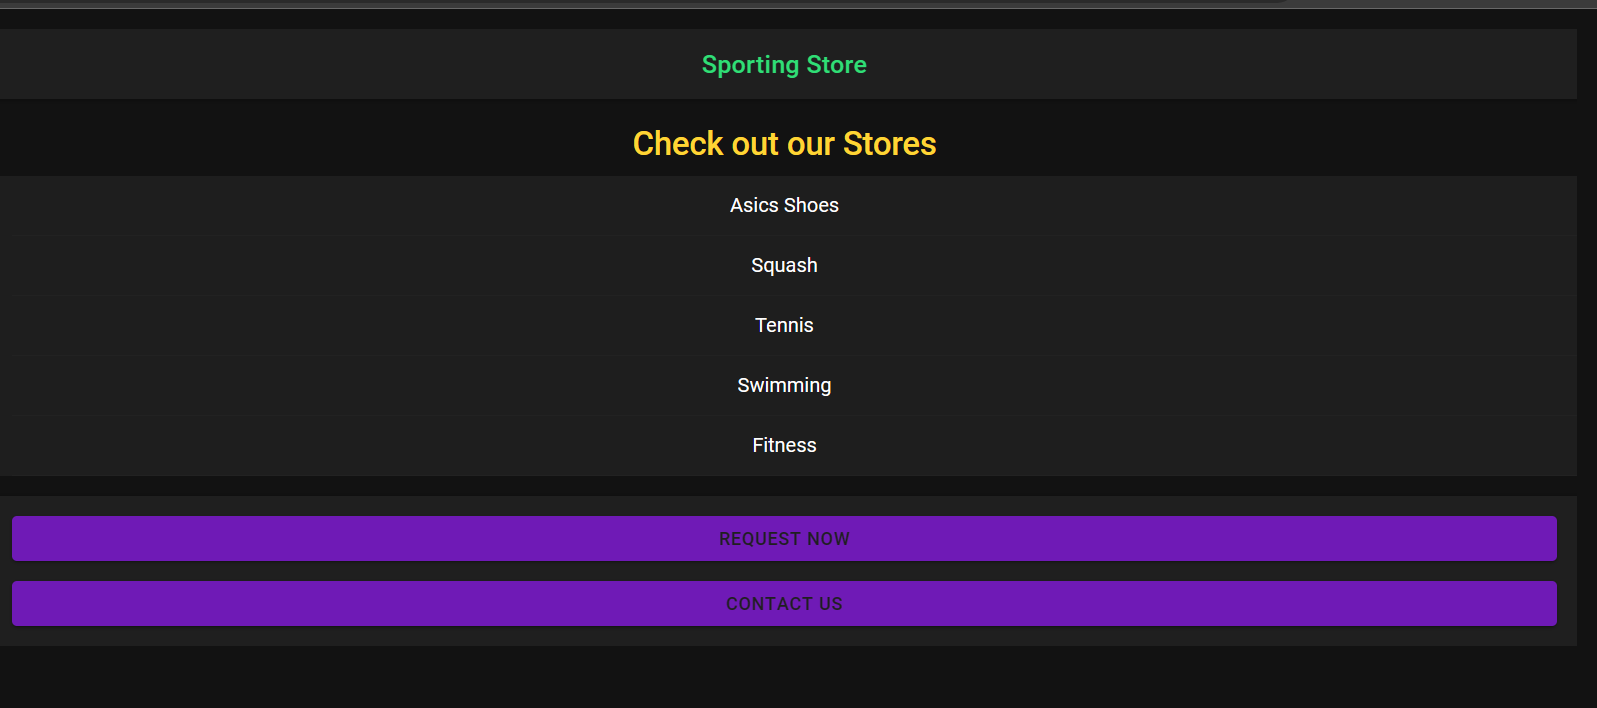 Sporting Store
Check out our Stores
Asics Shoes
Squash
Tennis
Swimming
Fitness
REQUEST NOW
CONTACT US